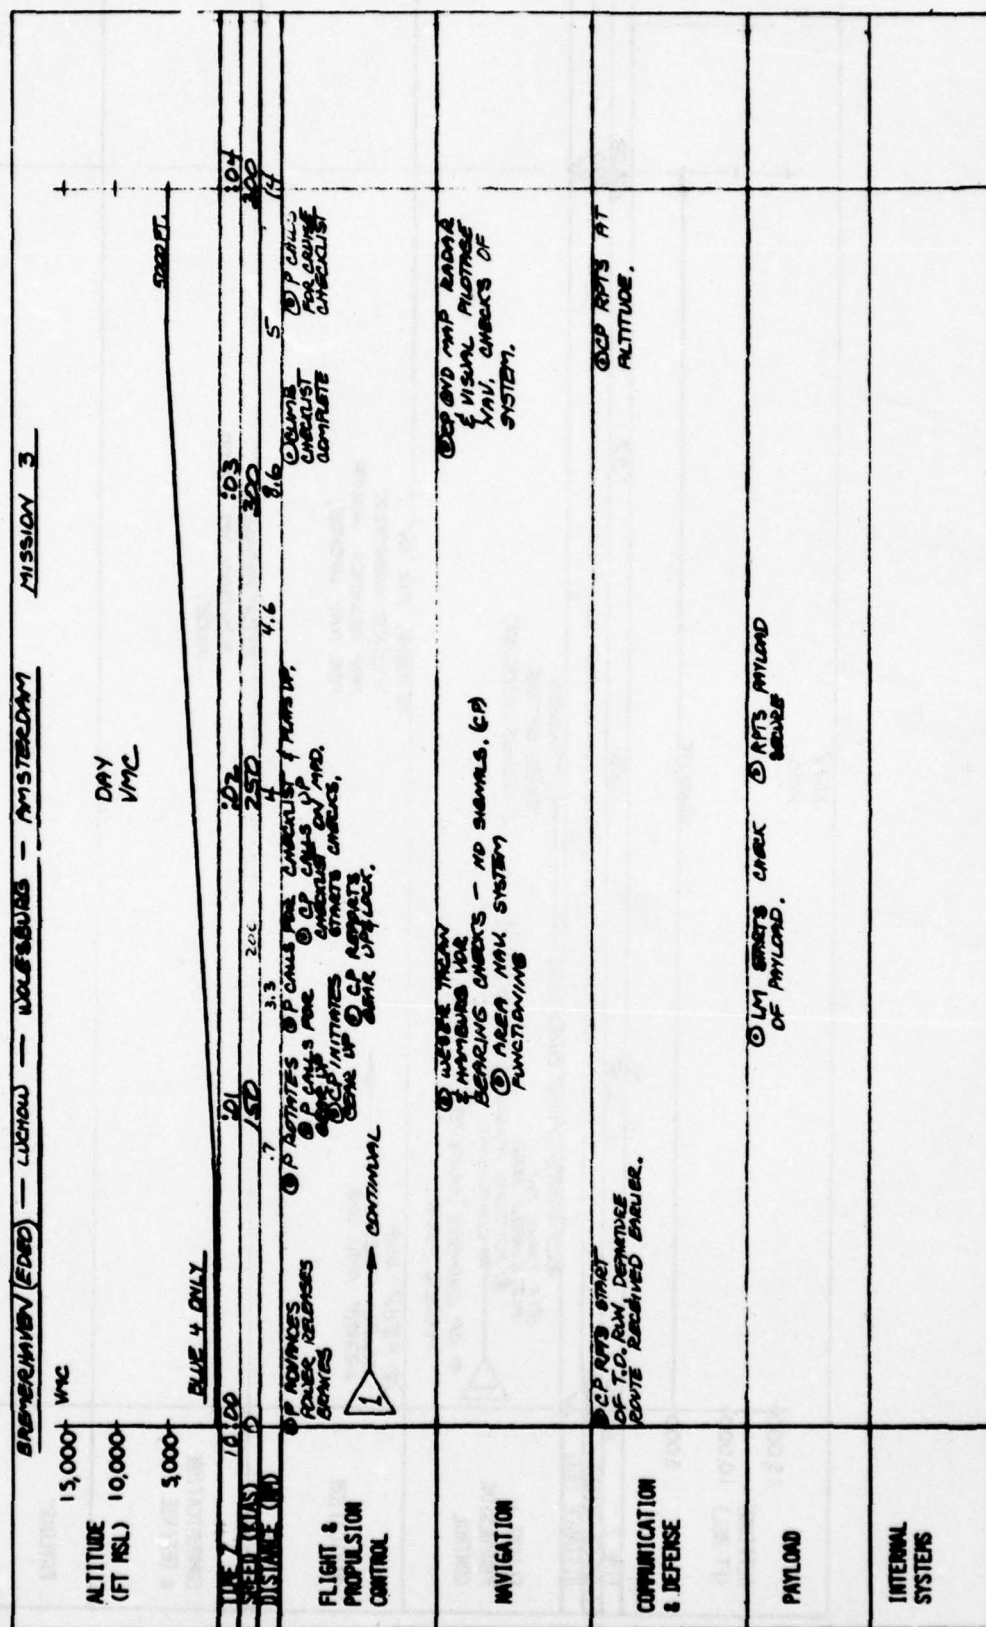 BREMERHAVEN (EDBD) — LUCHOW — WOLFSBURG — AMSTERDAM MISSION 3
ALTITUDE
(FT MSL)
15,000
10,000
5,000
VMC
BLUE 4 ONLY
DAY
VMC
5000 FT.
TIME Z 10:00 :01 :02 :03 :04
SPEED (KIAS) 0 150 206 250 300 300
DISTANCE (NM) .7 3.3 4 4.6 8.6 5 14
FLIGHT &
PROPULSION
CONTROL
P ADVANCES
POWER RELEASES
BRAKES
1 CONTINUAL
P ROTATES
P CALLS FOR
GEAR UP
CP INITIATES
GEAR UP
CP REPORTS
GEAR UP & LOCK.
P CALLS FOR CHECKLIST & FLAPS UP.
CP CALLS UP
CHECKLIST ON MPD.
STARTS CHECKS.
CLIMB
CHECKLIST
COMPLETE
P CALLS
FOR CRUISE
CHECKLIST
NAVIGATION
WESER TACAN
& HAMBURG VOR
BEARING CHECKS — NO SIGNALS. (CP)
AREA NAV. SYSTEM
FUNCTIONING
CP GND MAP RADAR
& VISUAL PILOTAGE
NAV. CHECKS OF
SYSTEM.
COMMUNICATION
& DEFENSE
CP RPTS START
OF T.O. RUN, DEPARTURE
ROUTE RECEIVED EARLIER.
CP RPTS AT
ALTITUDE.
PAYLOAD
LM STARTS CHECK
OF PAYLOAD.
RPTS PAYLOAD
SECURE
INTERNAL
SYSTEMS